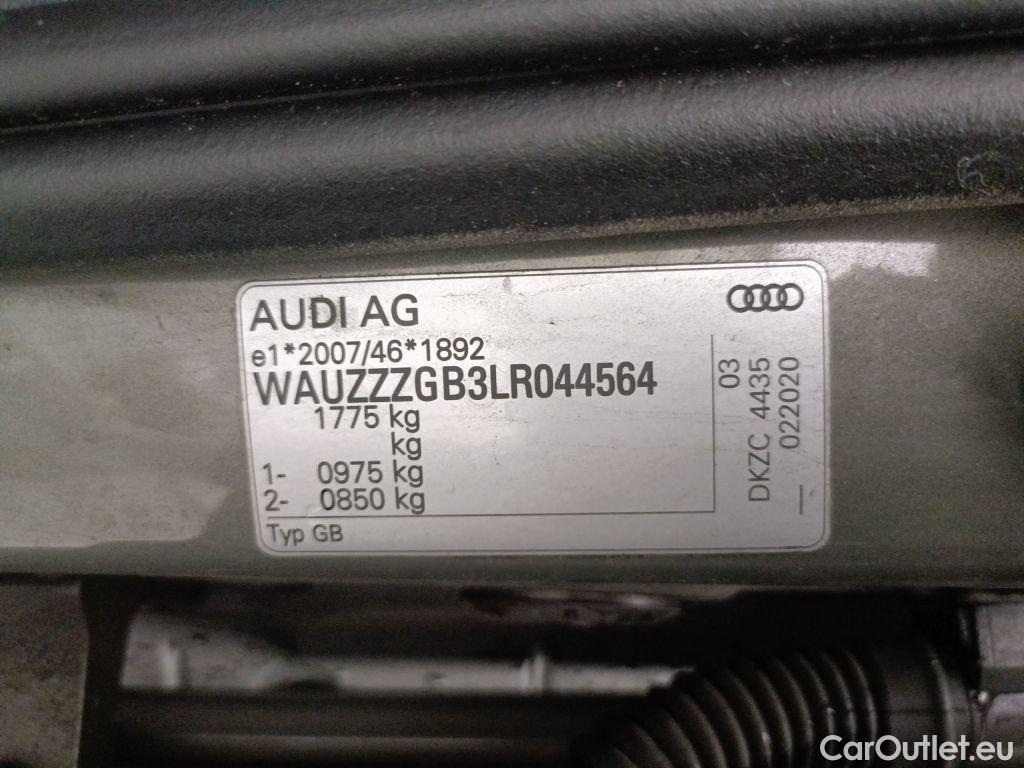 AUDI AG
e1*2007/46*1892
WAUZZZGB3LR044564
1775 kg
kg
1- 0975 kg
2- 0850 kg
Typ GB
03
DKZC 4435
— 022020
CarOutlet.eu